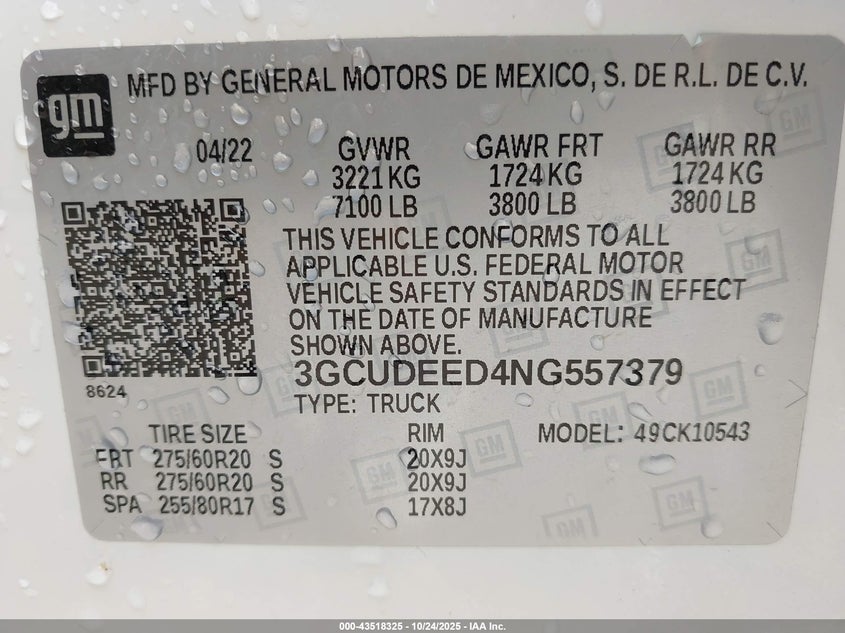 gm MFD BY GENERAL MOTORS DE MEXICO, S. DE R.L. DE C.V.
04/22 GVWR GAWR FRT GAWR RR
3221 KG 1724 KG 1724 KG
7100 LB 3800 LB 3800 LB
THIS VEHICLE CONFORMS TO ALL
APPLICABLE U.S. FEDERAL MOTOR
VEHICLE SAFETY STANDARDS IN EFFECT
ON THE DATE OF MANUFACTURE
SHOWN ABOVE.
8624 3GCUDEED4NG557379
TYPE: TRUCK
TIRE SIZE RIM MODEL: 49CK10543
FRT 275/60R20 S 20X9J
RR 275/60R20 S 20X9J
SPA 255/80R17 S 17X8J
000-43518325 - 10/24/2025 - IAA Inc.